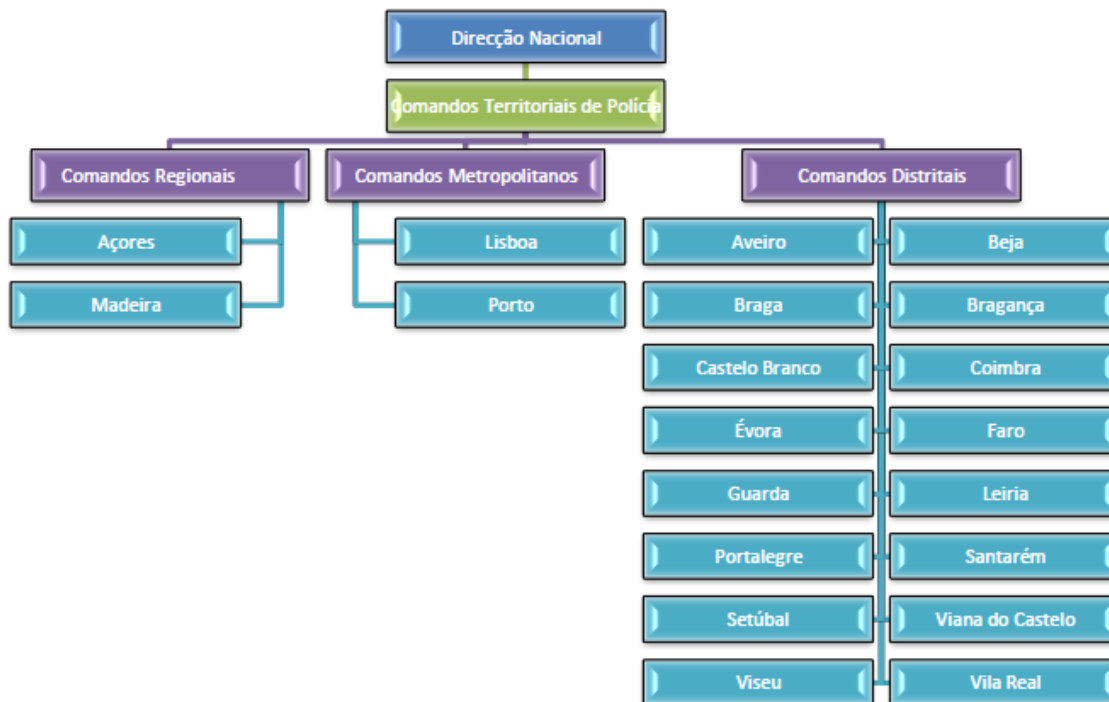 Direcção Nacional
Comandos Territoriais de Polícia
Comandos Regionais
Comandos Metropolitanos
Comandos Distritais
Açores
Lisboa
Aveiro
Beja
Madeira
Porto
Braga
Bragança
Castelo Branco
Coimbra
Évora
Faro
Guarda
Leiria
Portalegre
Santarém
Setúbal
Viana do Castelo
Viseu
Vila Real